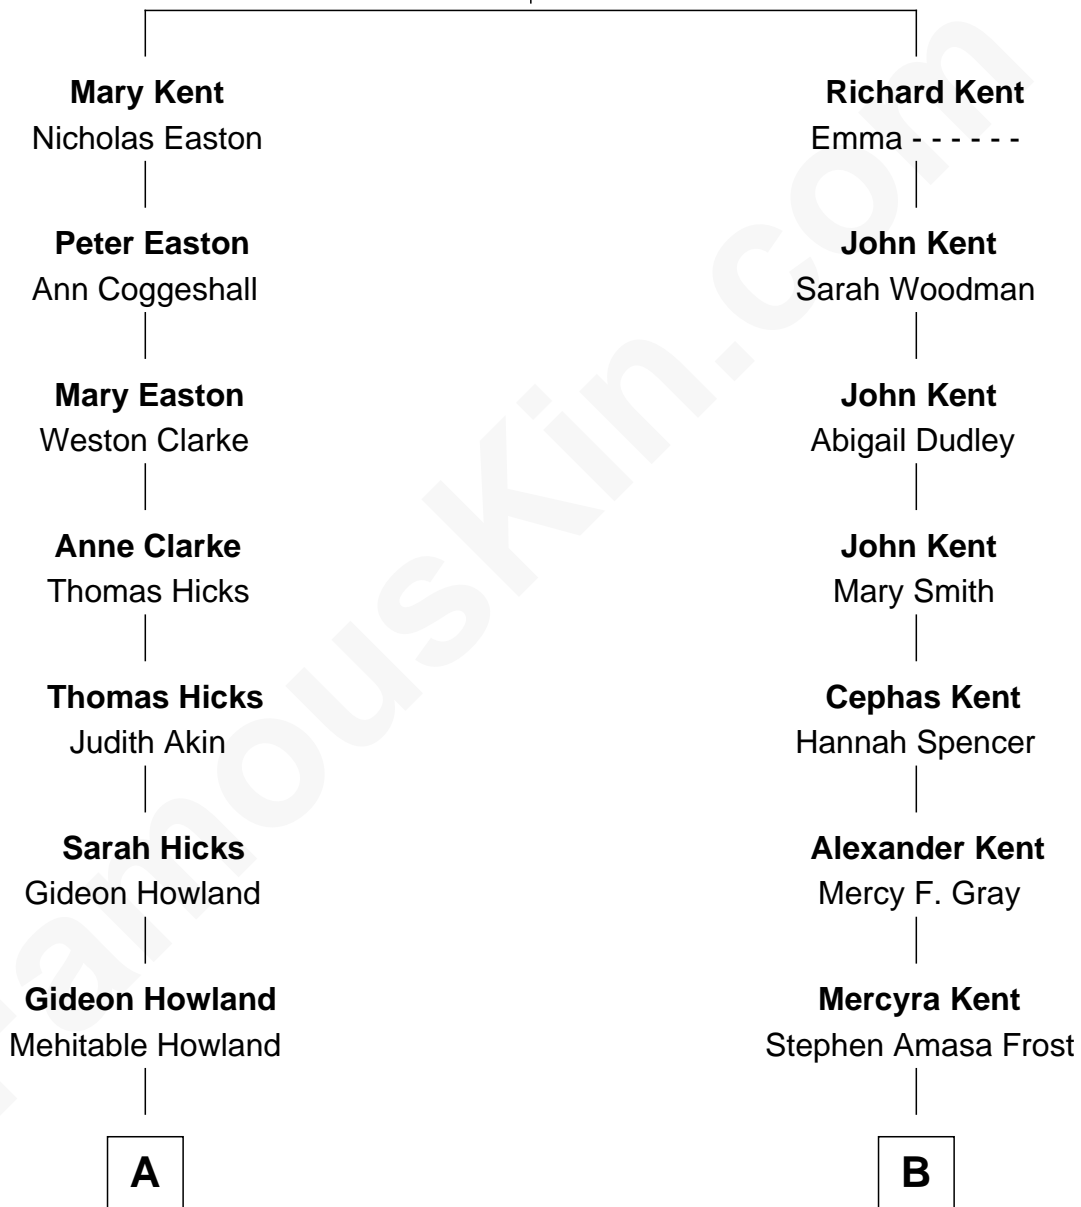 Mary Kent
Nicholas Easton
Peter Easton
Ann Coggeshall
Mary Easton
Weston Clarke
Anne Clarke
Thomas Hicks
Thomas Hicks
Judith Akin
Sarah Hicks
Gideon Howland
Gideon Howland
Mehitable Howland
A
Richard Kent
Emma - - - - - -
John Kent
Sarah Woodman
John Kent
Abigail Dudley
John Kent
Mary Smith
Cephas Kent
Hannah Spencer
Alexander Kent
Mercy F. Gray
Mercyra Kent
Stephen Amasa Frost
B
FamousKin.com